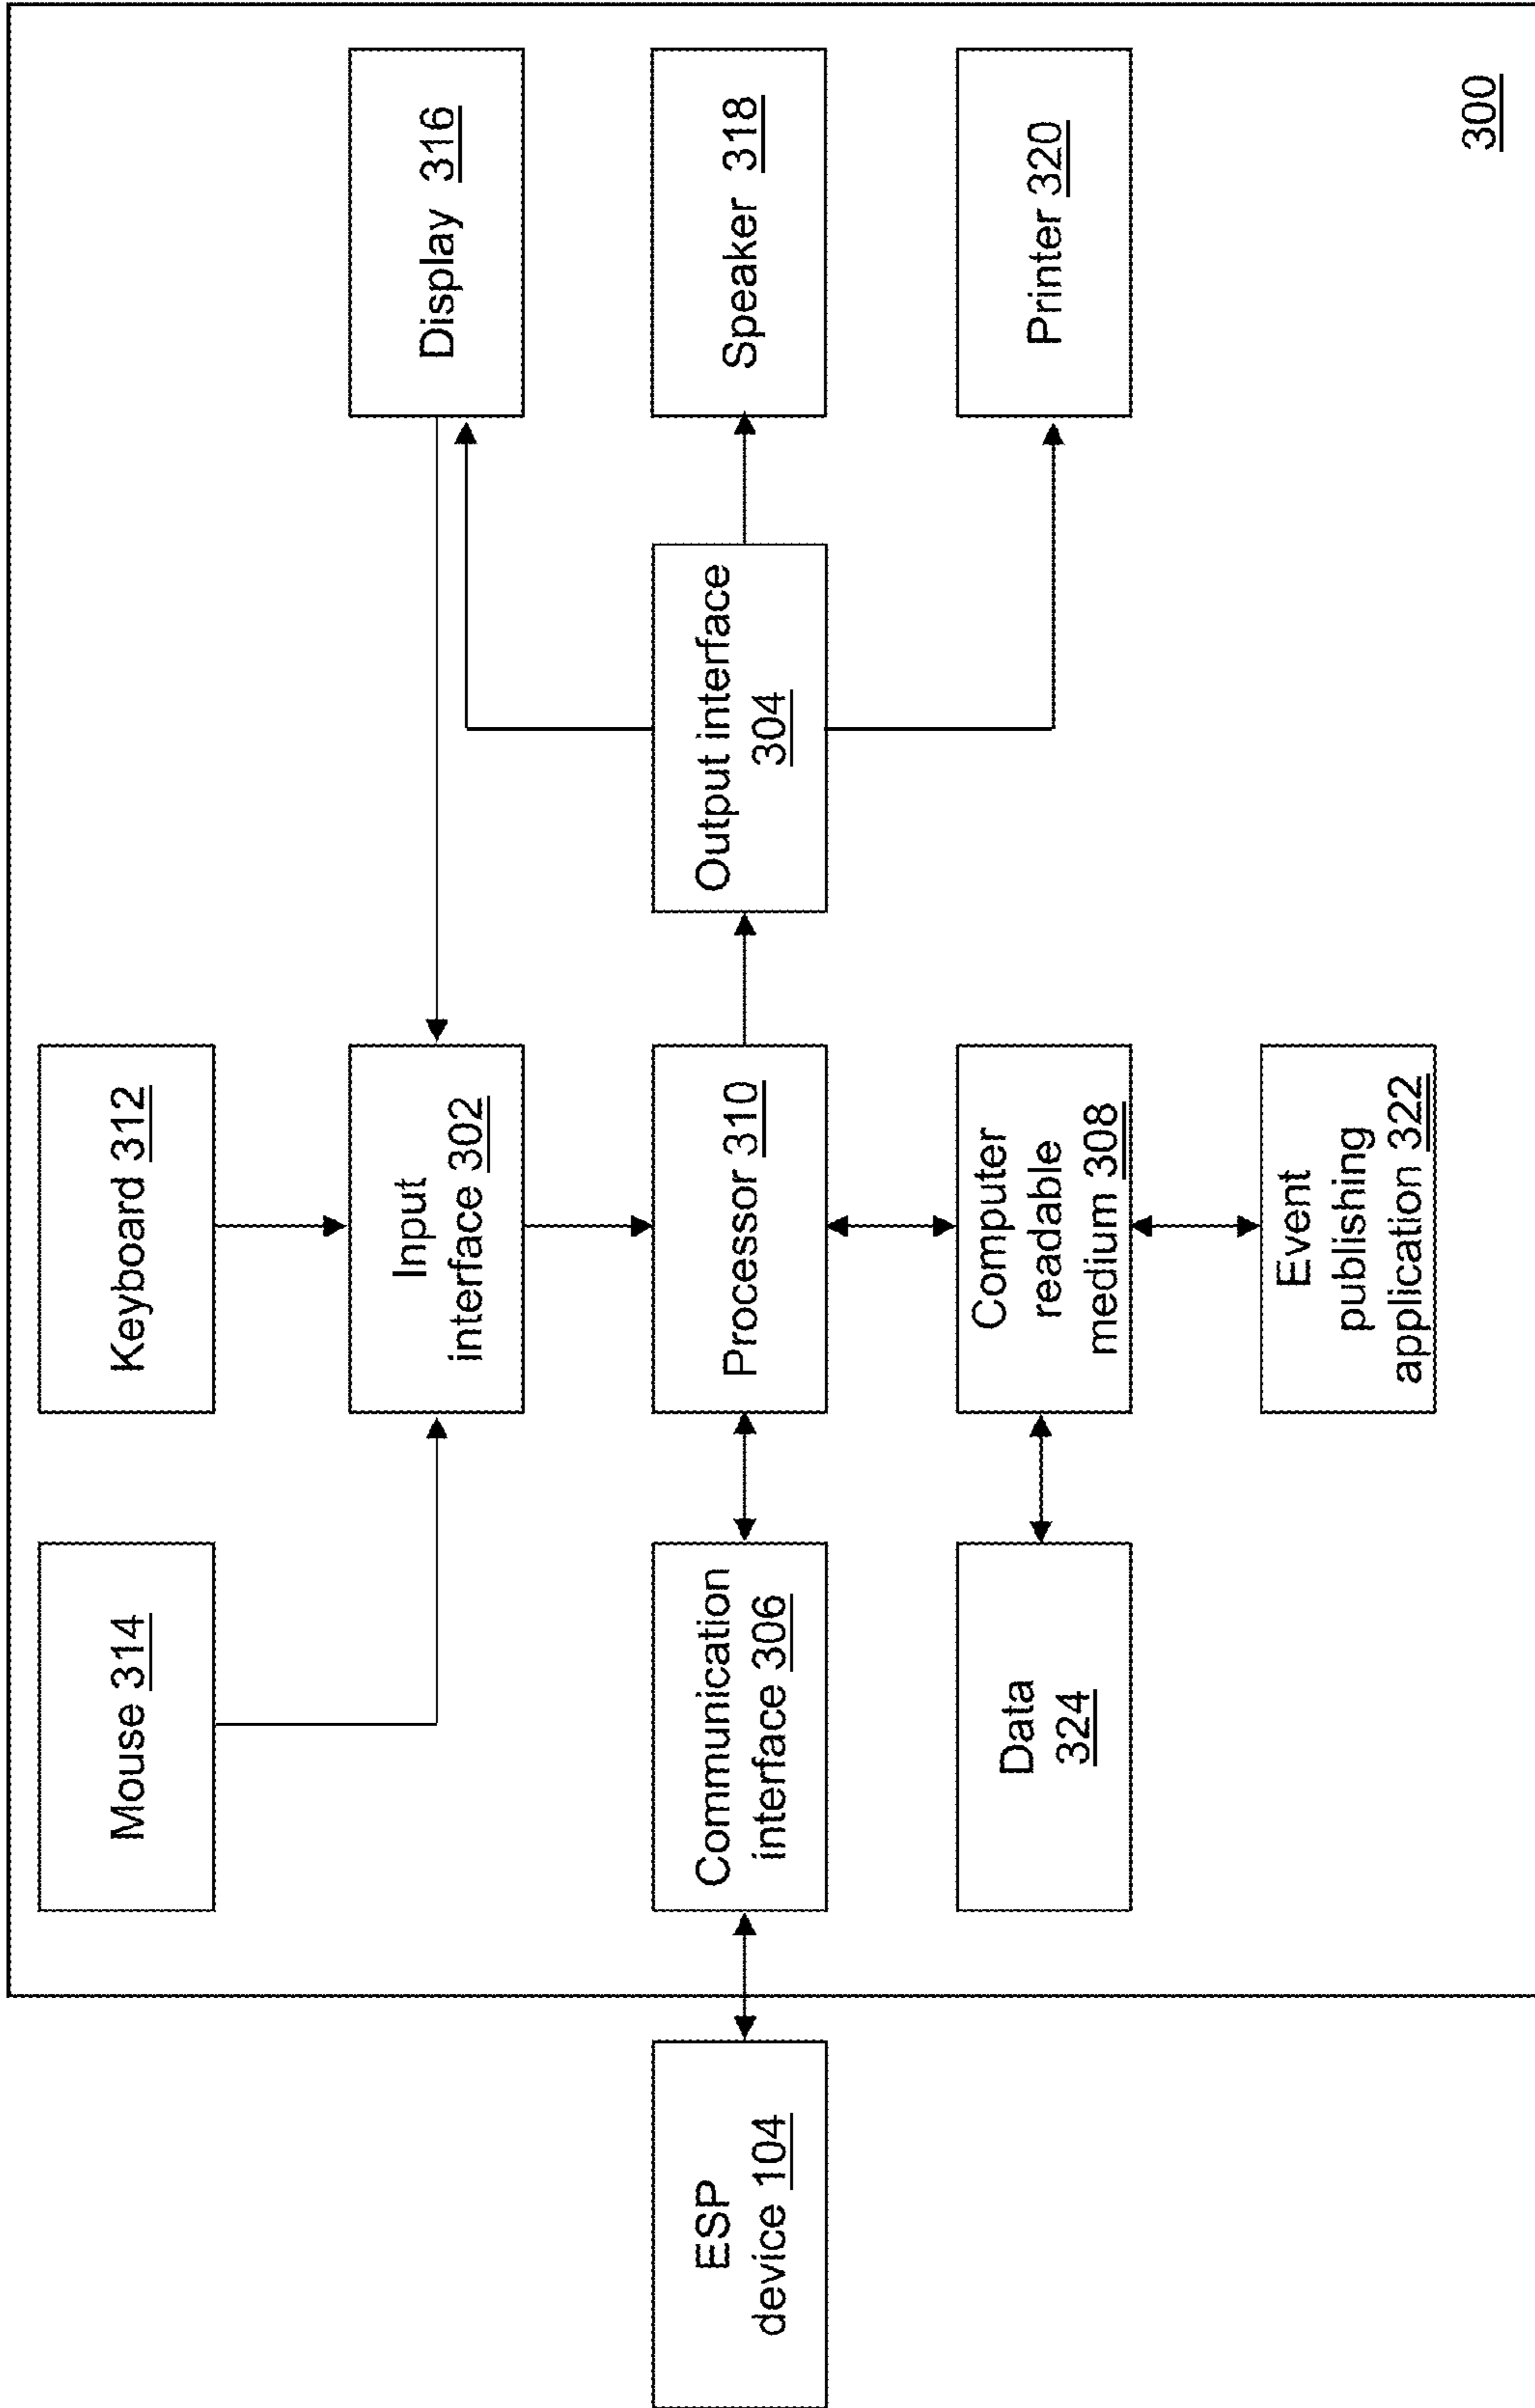 Mouse 314
Keyboard 312
Input
interface 302
Display 316
ESP
device 104
Communication
interface 306
Processor 310
Output interface
304
Speaker 318
Data
324
Computer
readable
medium 308
Printer 320
Event
publishing
application 322
300